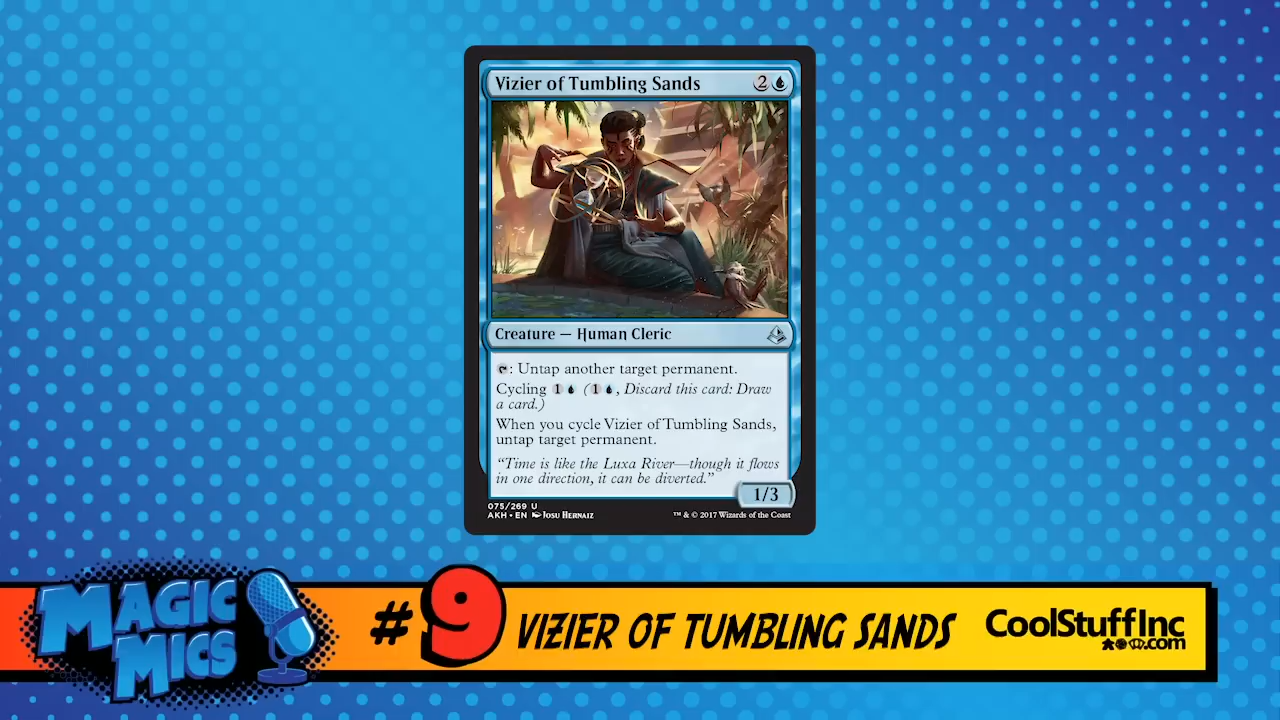 Vizier of Tumbling Sands 2
Creature — Human Cleric
: Untap another target permanent.
Cycling 1 (1 , Discard this card: Draw
a card.)
When you cycle Vizier of Tumbling Sands,
untap target permanent.
“Time is like the Luxa River—though it flows
in one direction, it can be diverted.”
1/3
075/269 U
AKH • EN Josu Hernaiz
™ & © 2017 Wizards of the Coast
MAGIC
MICS
#9 VIZIER OF TUMBLING SANDS
CoolStuffInc
.com